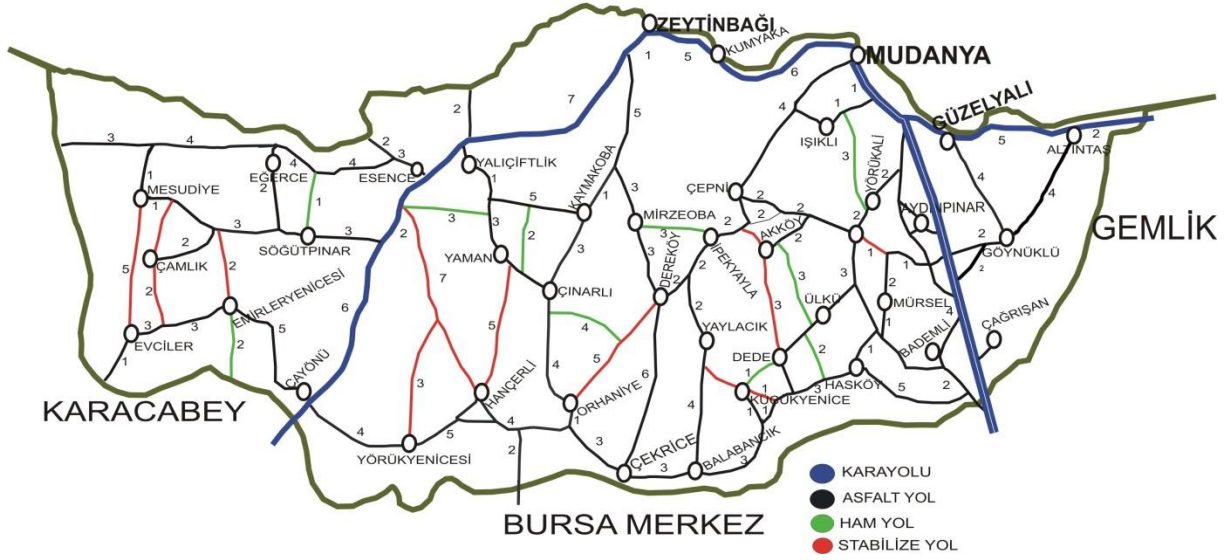 ZEYTİNBAĞI
KUMYAKA
MUDANYA
GÜZELYALI
ALTINTAŞ
IŞIKLI
YÖRÜKALİ
ÇEPNİ
AYDINPINAR
GÖYNÜKLÜ
GEMLİK
MESUDİYE
EĞERCE
ESENCE
YALIÇİFTLİK
KAYMAKOBA
MİRZEOBA
AKKÖY
İPEKYAYLA
SÖĞÜTPINAR
ÇAMLIK
YAMAN
DEREKÖY
ÇINARLI
EMİRLERYENİCESİ
ÜLKÜ
MÜRSEL
ÇAĞRIŞAN
BADEMLİ
EVCİLER
YAYLACIK
DEDE
HASKÖY
ÇAYÖNÜ
HANÇERLİ
ORHANİYE
KÜÇÜKYENİCE
KARACABEY
YÖRÜKYENİCESİ
ÇEKRİCE
BALABANCIK
BURSA MERKEZ
KARAYOLU
ASFALT YOL
HAM YOL
STABİLİZE YOL